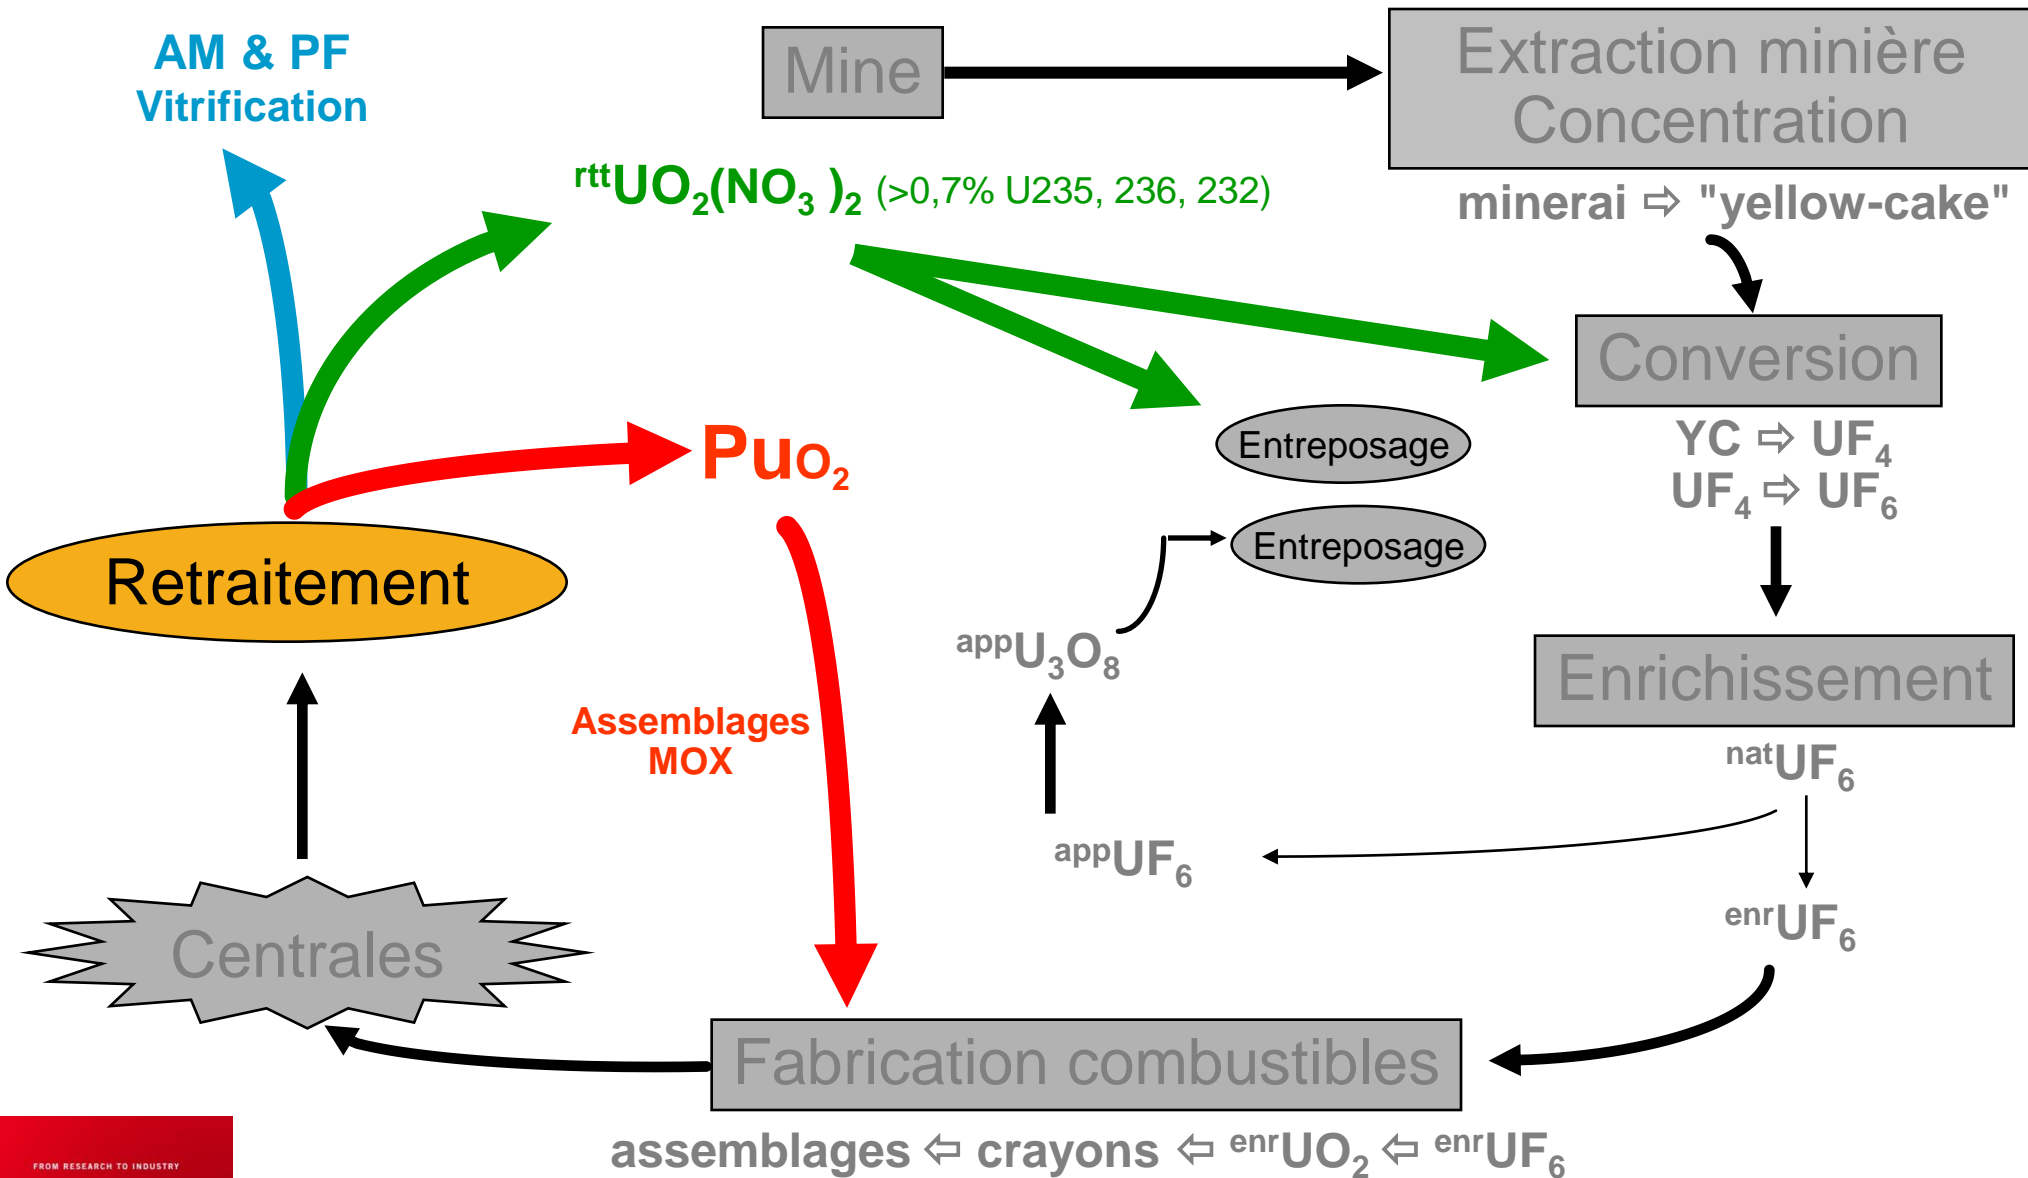 AM & PF
Vitrification
Mine
Extraction minière
Concentration
minerai ⇨ "yellow-cake"
rttUO2(NO3 )2 (>0,7% U235, 236, 232)
Conversion
YC ⇨ UF4
UF4 ⇨ UF6
Entreposage
PuO2
Entreposage
Retraitement
appU3O8
Enrichissement
natUF6
Assemblages
MOX
appUF6
enrUF6
Centrales
Fabrication combustibles
assemblages ⇦ crayons ⇦ enrUO2 ⇦ enrUF6
FROM RESEARCH TO INDUSTRY